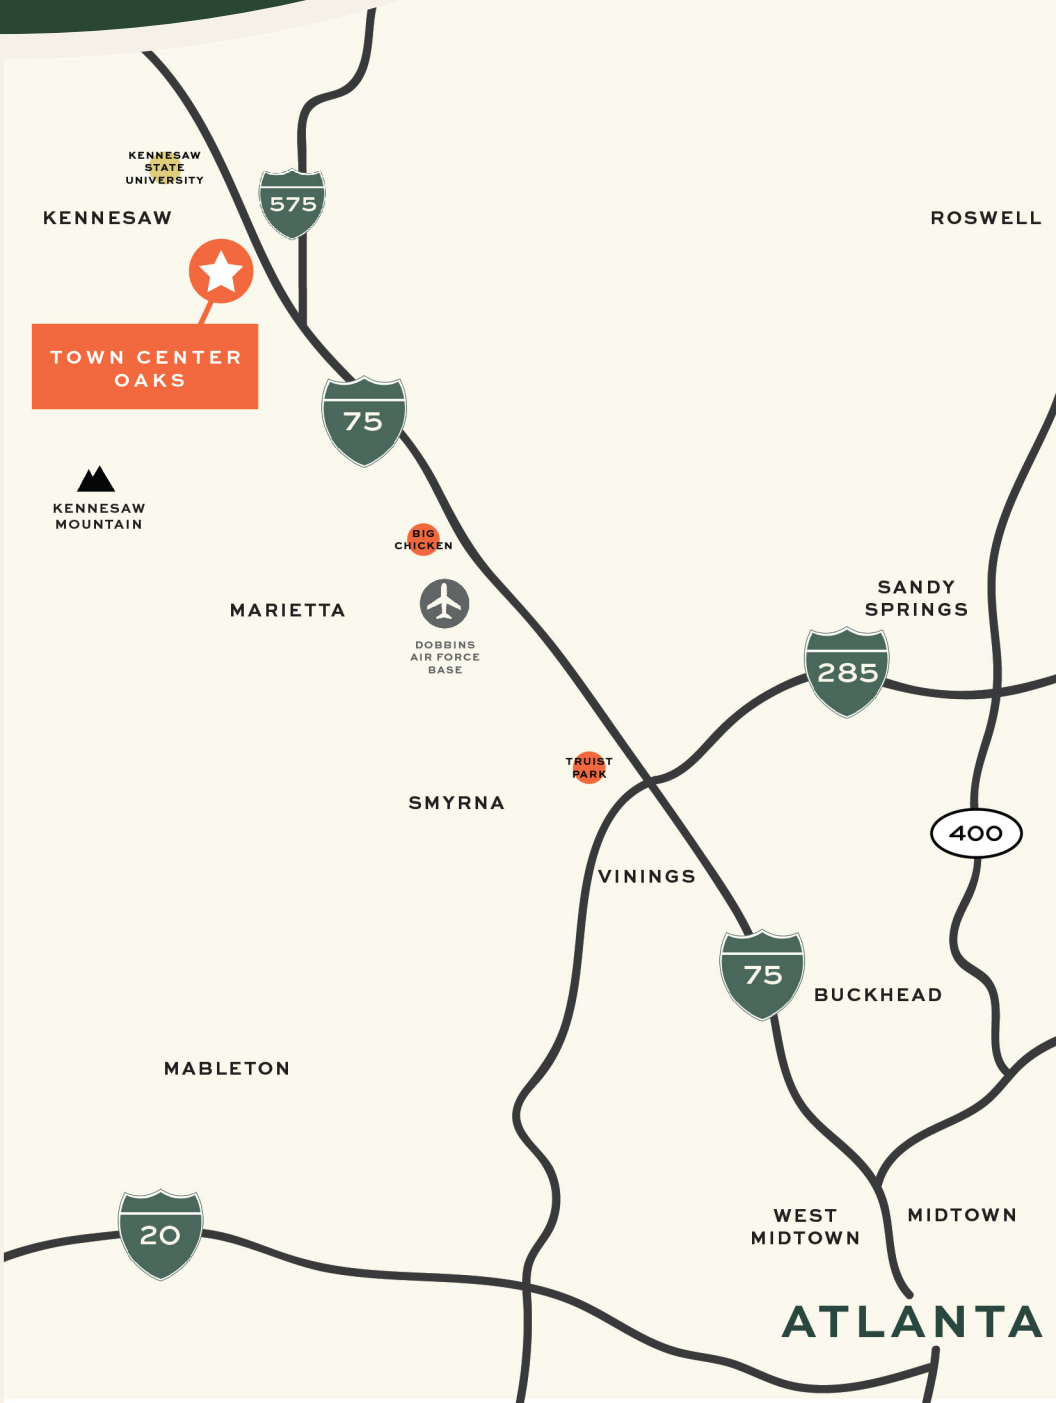 KENNESAW
STATE
UNIVERSITY
575
KENNESAW
ROSWELL
TOWN CENTER
OAKS
75
KENNESAW
MOUNTAIN
BIG
CHICKEN
MARIETTA
DOBBINS
AIR FORCE
BASE
SANDY
SPRINGS
285
TRUIST
PARK
SMYRNA
400
VININGS
75
BUCKHEAD
MABLETON
20
WEST
MIDTOWN
MIDTOWN
ATLANTA